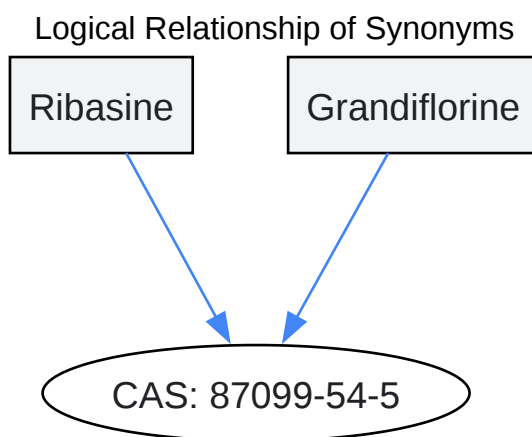 Logical Relationship of Synonyms
Ribasine
Grandiflorine
CAS: 87099-54-5